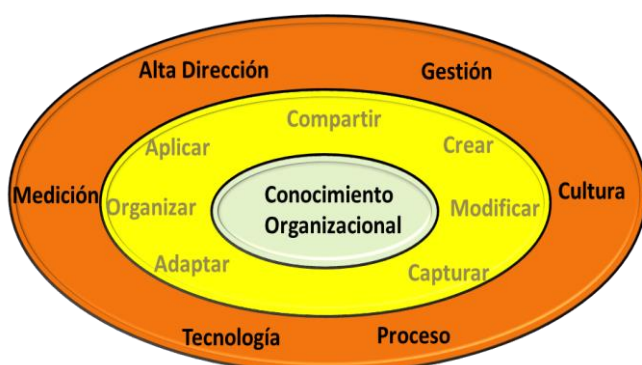 Alta Dirección
Gestión
Compartir
Aplicar
Crear
Medición
Organizar
Conocimiento
Organizacional
Modificar
Cultura
Adaptar
Capturar
Tecnología
Proceso